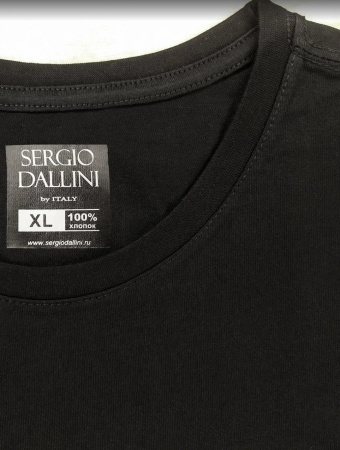 SERGIO
DALLINI
by ITALY
XL 100%
ХЛОПОК
www.sergiodallini.ru